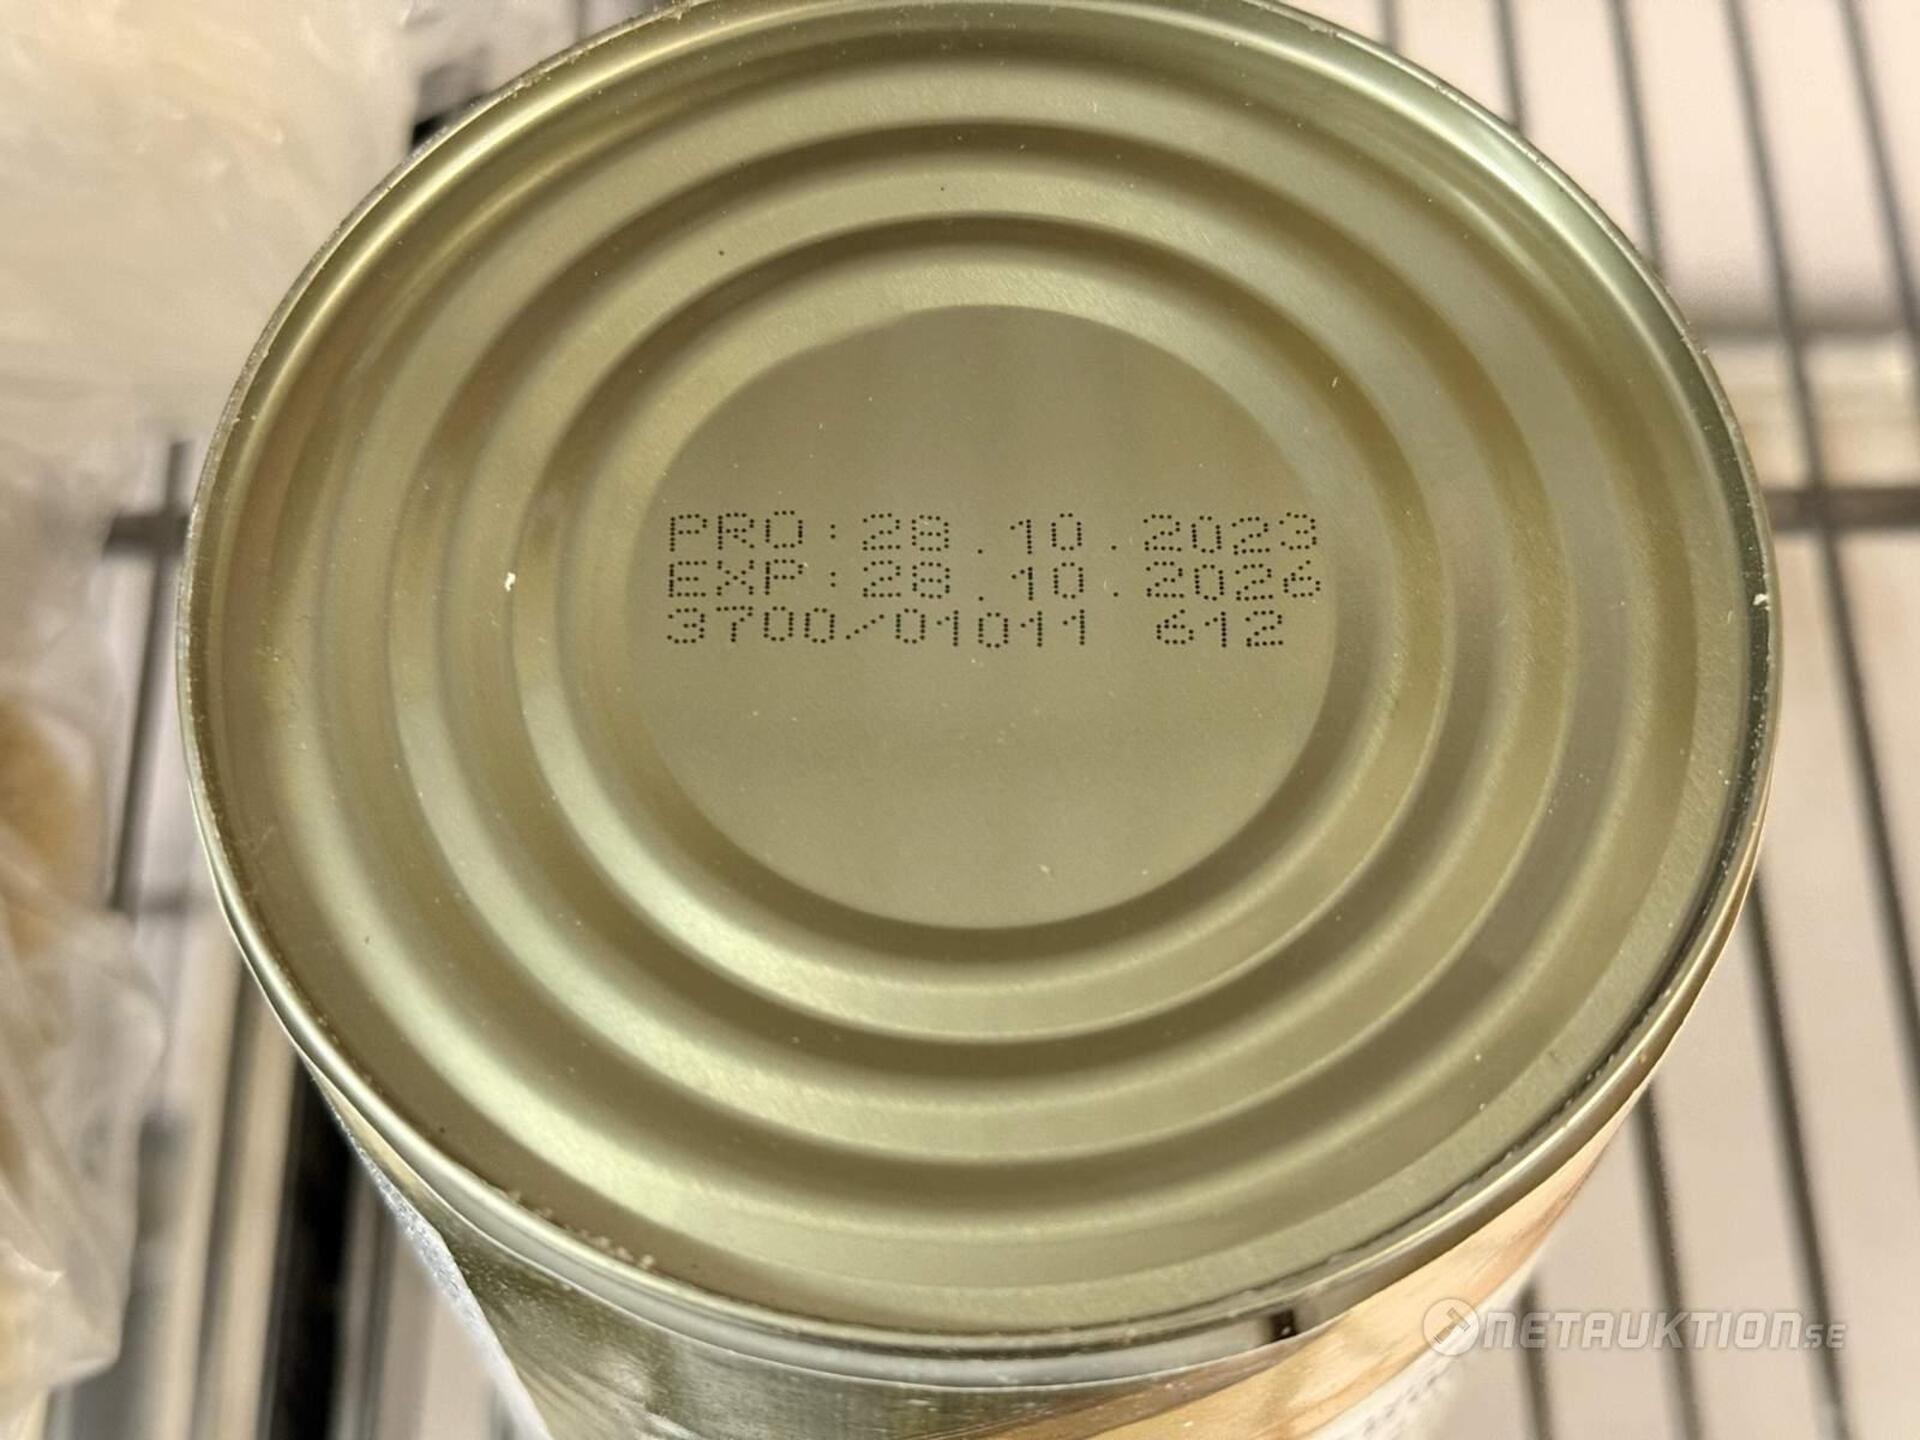 PRO:28.10.2023
EXP:28.10.2026
3700/01011 612
NETAUKTION.SE